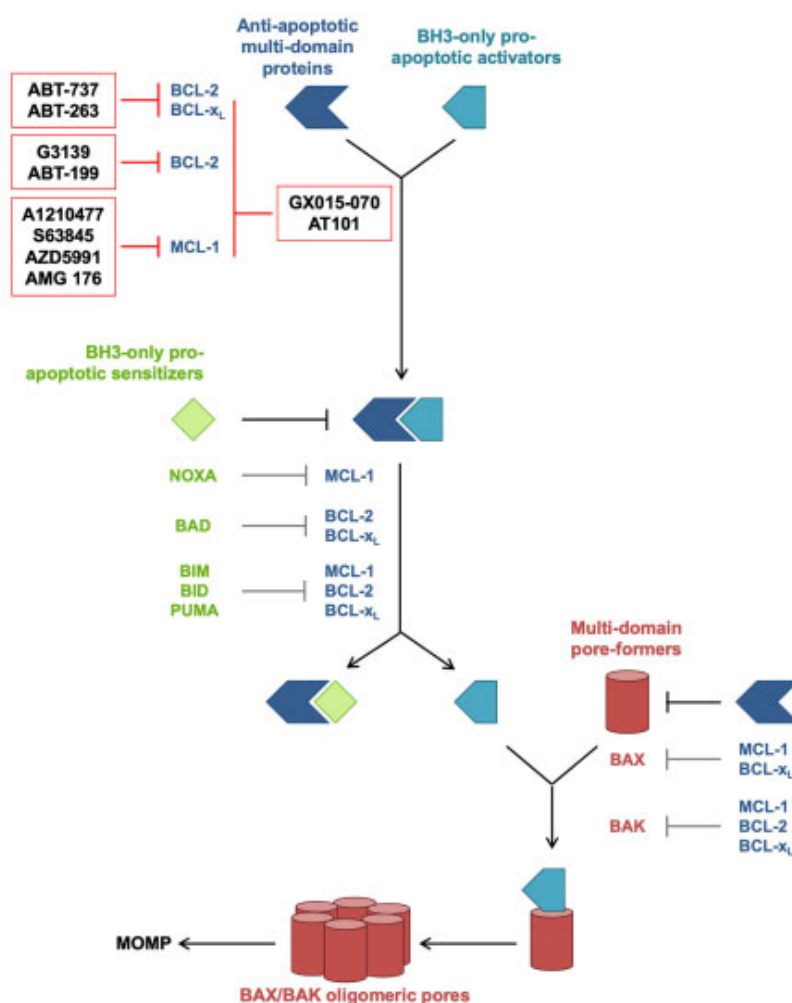 Anti-apoptotic
multi-domain
proteins
BH3-only pro-
apoptotic activators
ABT-737
ABT-263
BCL-2
BCL-xL
G3139
ABT-199
BCL-2
A1210477
S63845
AZD5991
AMG 176
MCL-1
GX015-070
AT101
BH3-only pro-
apoptotic sensitizers
NOXA
MCL-1
BAD
BCL-2
BCL-xL
BIM
BID
PUMA
MCL-1
BCL-2
BCL-xL
Multi-domain
pore-formers
BAX
MCL-1
BCL-xL
BAK
MCL-1
BCL-2
BCL-xL
MOMP
BAX/BAK oligomeric pores